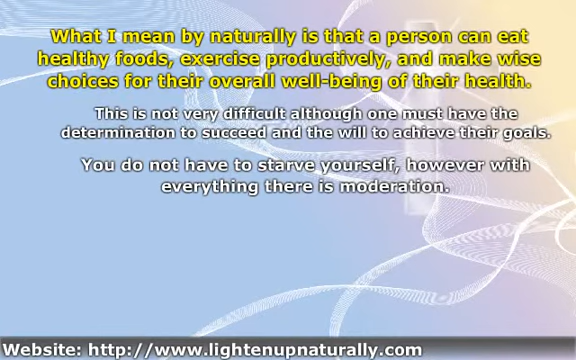 What I mean by naturally is that a person can eat
healthy foods, exercise productively, and make wise
choices for their overall well-being of their health.
This is not very difficult although one must have the
determination to succeed and the will to achieve their goals.
You do not have to starve yourself, however with
everything there is moderation.
Website: http://www.lightenupnaturally.com